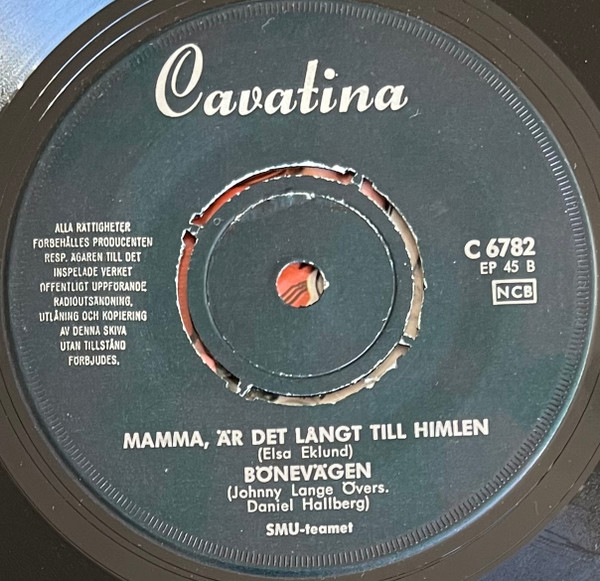 Cavatina
ALLA RÄTTIGHETER
FÖRBEHÅLLES PRODUCENTEN
RESP. ÄGAREN TILL DET
INSPELADE VERKET
OFFENTLIGT UPPFÖRANDE
RADIOUTSÄNDNING,
UTLÅNING OCH KOPIERING
AV DENNA SKIVA
UTAN TILLSTÅND
FÖRBJUDES.
C 6782
EP 45 B
NCB
MAMMA, ÄR DET LÅNGT TILL HIMLEN
(Elsa Eklund)
BÖNEVÄGEN
(Johnny Lange Övers.
Daniel Hallberg)
SMU-teamet